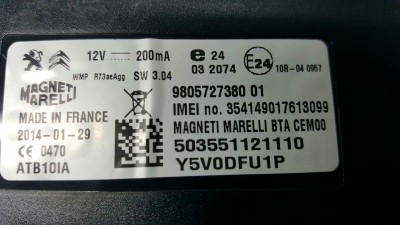 12V ⎓ 200mA
e 24
03 2074
E24
10R-04 0957
WMP R73aeAgg SW 3.04
MAGNETI
MARELLI
MADE IN FRANCE
2014-01-29
CE 0470
ATB10IA
9805727380 01
IMEI no. 354149017613099
MAGNETI MARELLI BTA CEM00
503551121110
Y5V0DFU1P